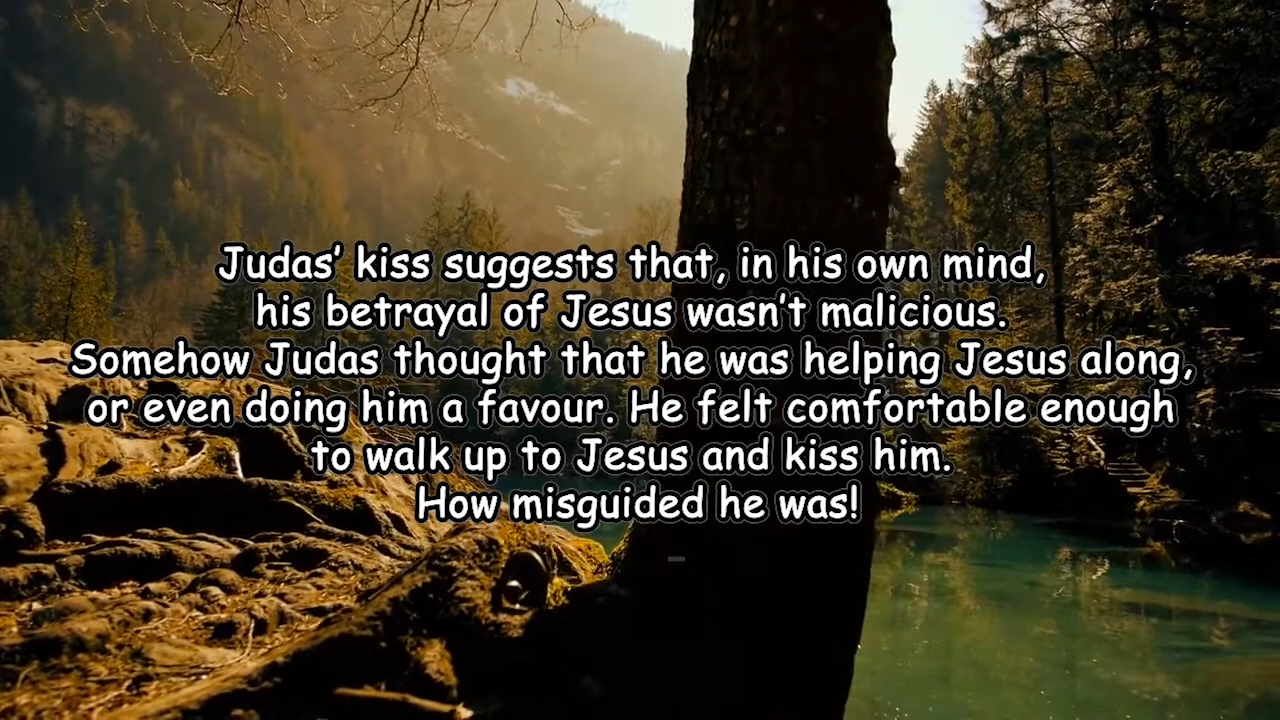 Judas’ kiss suggests that, in his own mind,
his betrayal of Jesus wasn’t malicious.
Somehow Judas thought that he was helping Jesus along,
or even doing him a favour. He felt comfortable enough
to walk up to Jesus and kiss him.
How misguided he was!